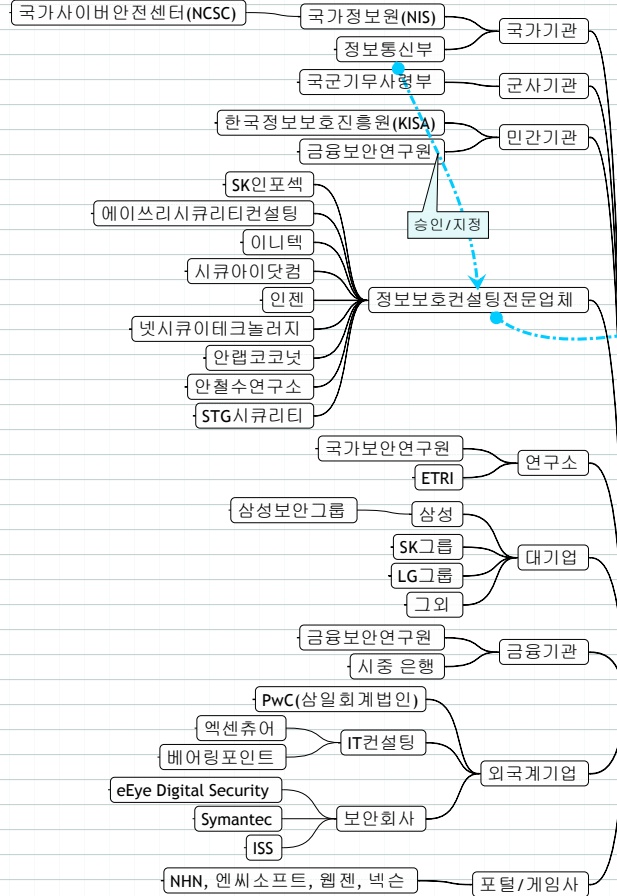 국가사이버안전센터(NCSC)
국가정보원(NIS)
국가기관
정보통신부
국군기무사령부
군사기관
한국정보보호진흥원(KISA)
민간기관
금융보안연구원
SK인포섹
에이쓰리시큐리티컨설팅
승인/지정
이니텍
시큐아이닷컴
인젠
정보보호컨설팅전문업체
넷시큐어테크놀러지
안랩코코넛
안철수연구소
STG시큐리티
국가보안연구원
연구소
ETRI
삼성보안그룹
삼성
SK그룹
대기업
LG그룹
그외
금융보안연구원
금융기관
시중 은행
PwC(삼일회계법인)
엑센츄어
IT컨설팅
베어링포인트
외국계기업
eEye Digital Security
Symantec
보안회사
ISS
NHN, 엔씨소프트, 웹젠, 넥슨
포털/게임사